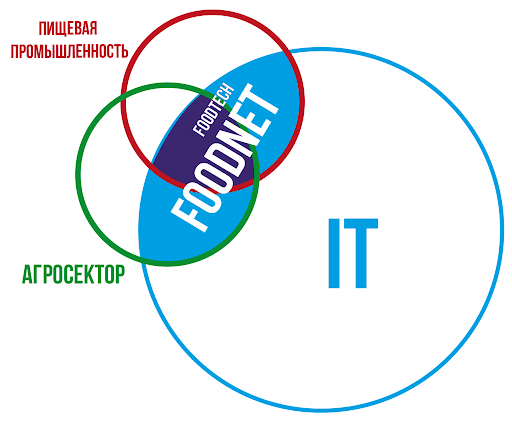 ПИЩЕВАЯ
ПРОМЫШЛЕННОСТЬ
FOODTECH
FOODNET
IT
АГРОСЕКТОР